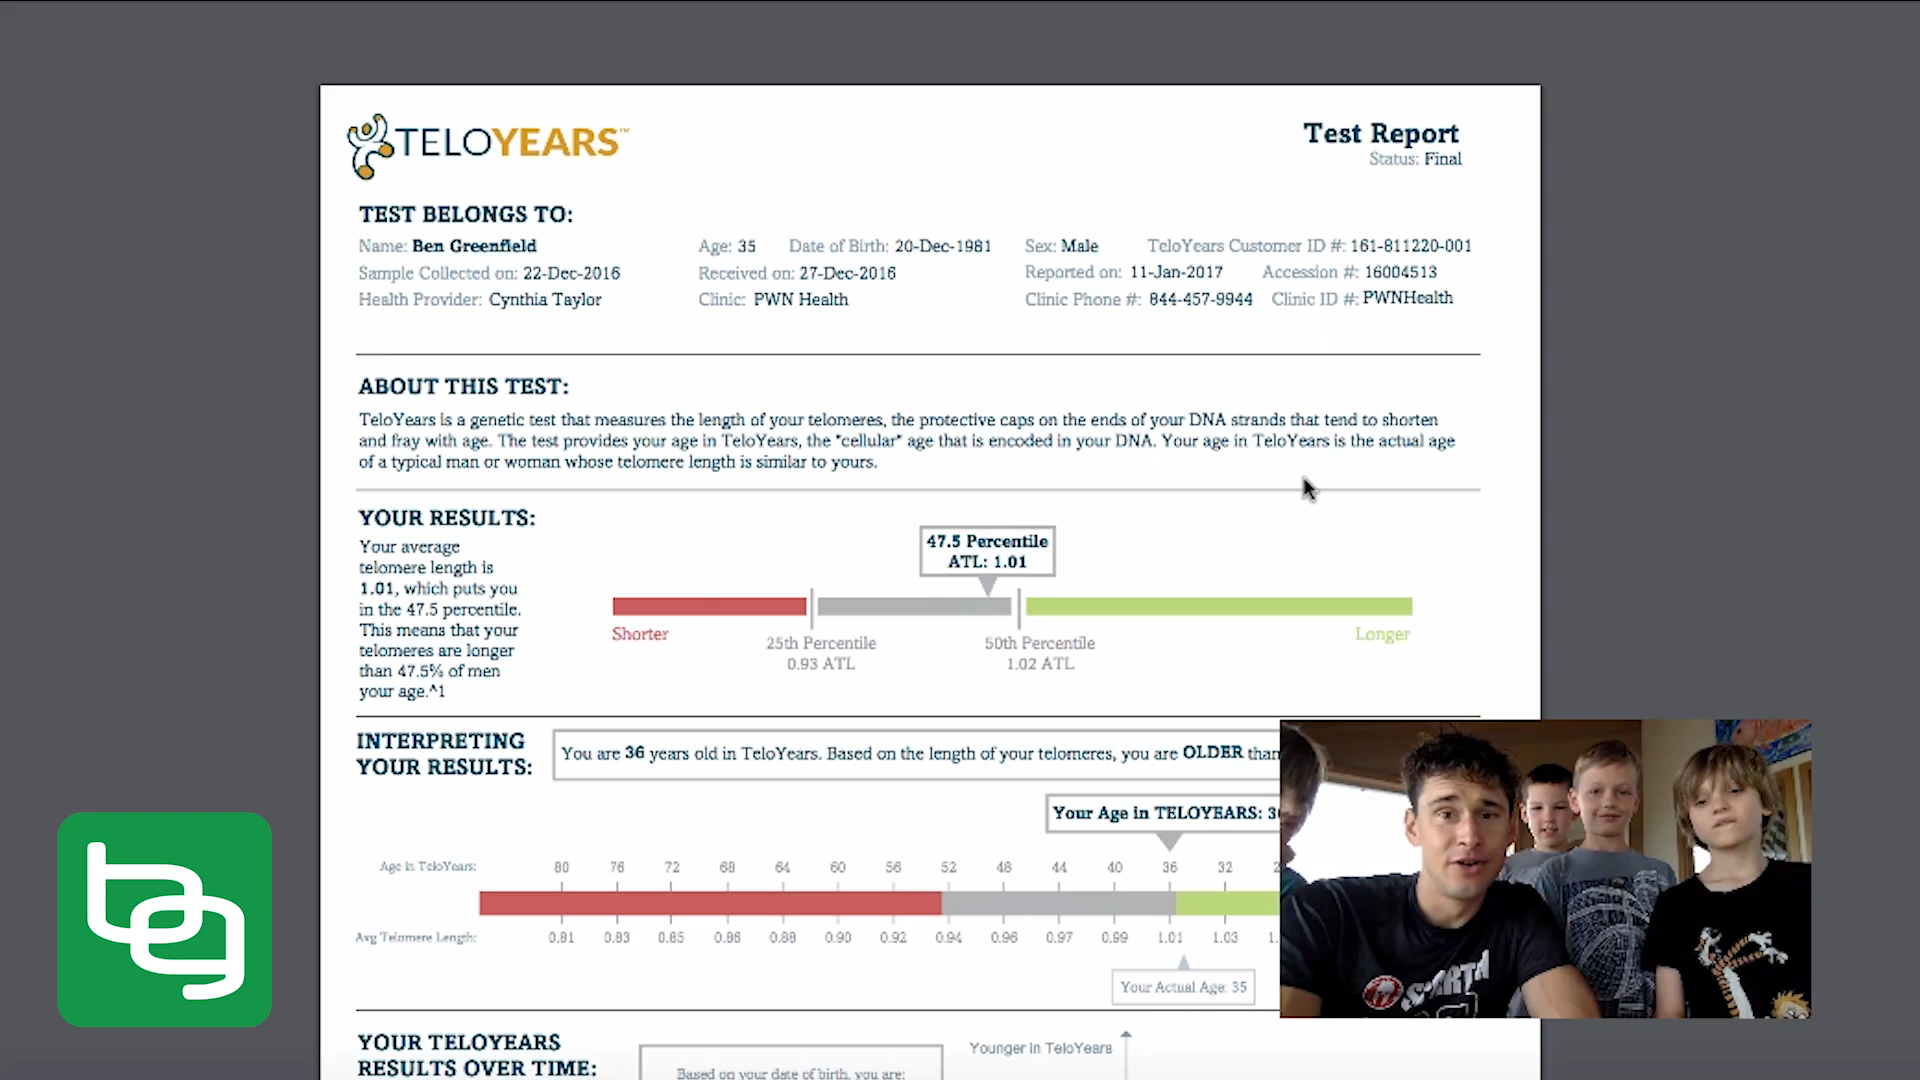 TELOYEARS™
Test Report
Status: Final
TEST BELONGS TO:
Name: Ben Greenfield Age: 35 Date of Birth: 20-Dec-1981 Sex: Male TeloYears Customer ID #: 161-811220-001
Sample Collected on: 22-Dec-2016 Received on: 27-Dec-2016 Reported on: 11-Jan-2017 Accession #: 16004513
Health Provider: Cynthia Taylor Clinic: PWN Health Clinic Phone #: 844-457-9944 Clinic ID #: PWNHealth
ABOUT THIS TEST:
TeloYears is a genetic test that measures the length of your telomeres, the protective caps on the ends of your DNA strands that tend to shorten
and fray with age. The test provides your age in TeloYears, the "cellular" age that is encoded in your DNA. Your age in TeloYears is the actual age
of a typical man or woman whose telomere length is similar to yours.
YOUR RESULTS:
Your average
telomere length is
1.01, which puts you
in the 47.5 percentile.
This means that your
telomeres are longer
than 47.5% of men
your age.^1
47.5 Percentile
ATL: 1.01
Shorter
25th Percentile
0.93 ATL
50th Percentile
1.02 ATL
Longer
INTERPRETING
YOUR RESULTS:
You are 36 years old in TeloYears. Based on the length of your telomeres, you are OLDER than
Your Age in TELOYEARS: 3
Age in TeloYears: 80 76 72 68 64 60 56 52 48 44 40 36 32
Avg Telomere Length: 0.81 0.83 0.85 0.86 0.88 0.90 0.92 0.94 0.96 0.97 0.99 1.01 1.03 1.
Your Actual Age: 35
YOUR TELOYEARS
RESULTS OVER TIME:
Based on your date of birth, you are:
Younger in TeloYears
bg